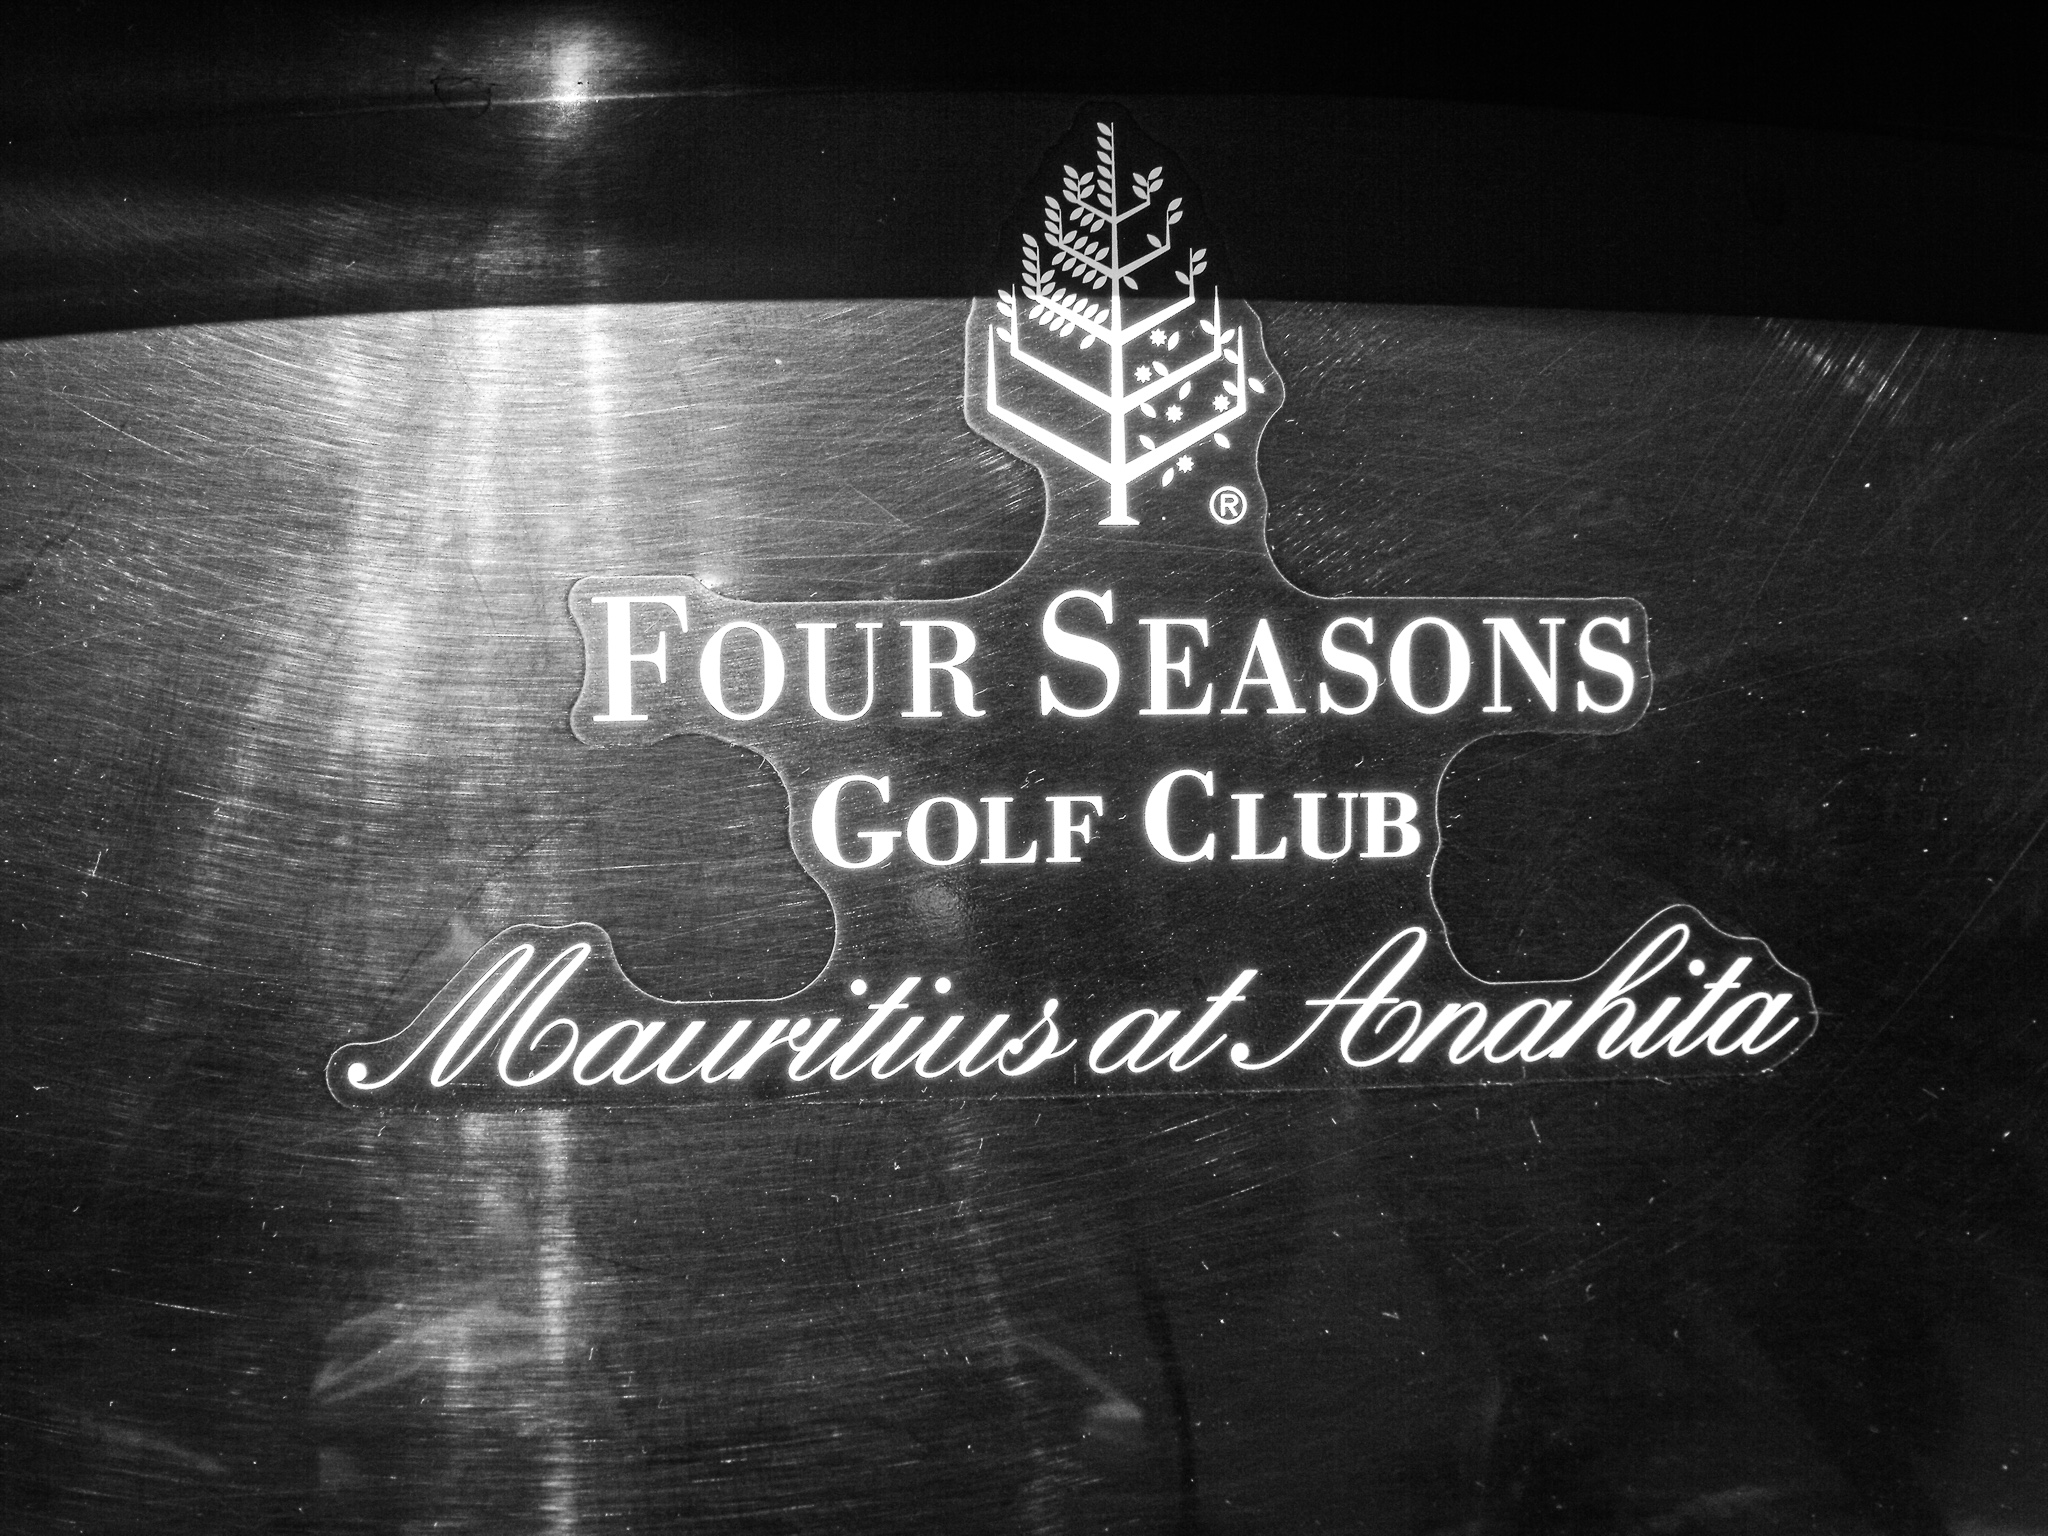 ®
FOUR SEASONS
GOLF CLUB
Mauritius at Anahita